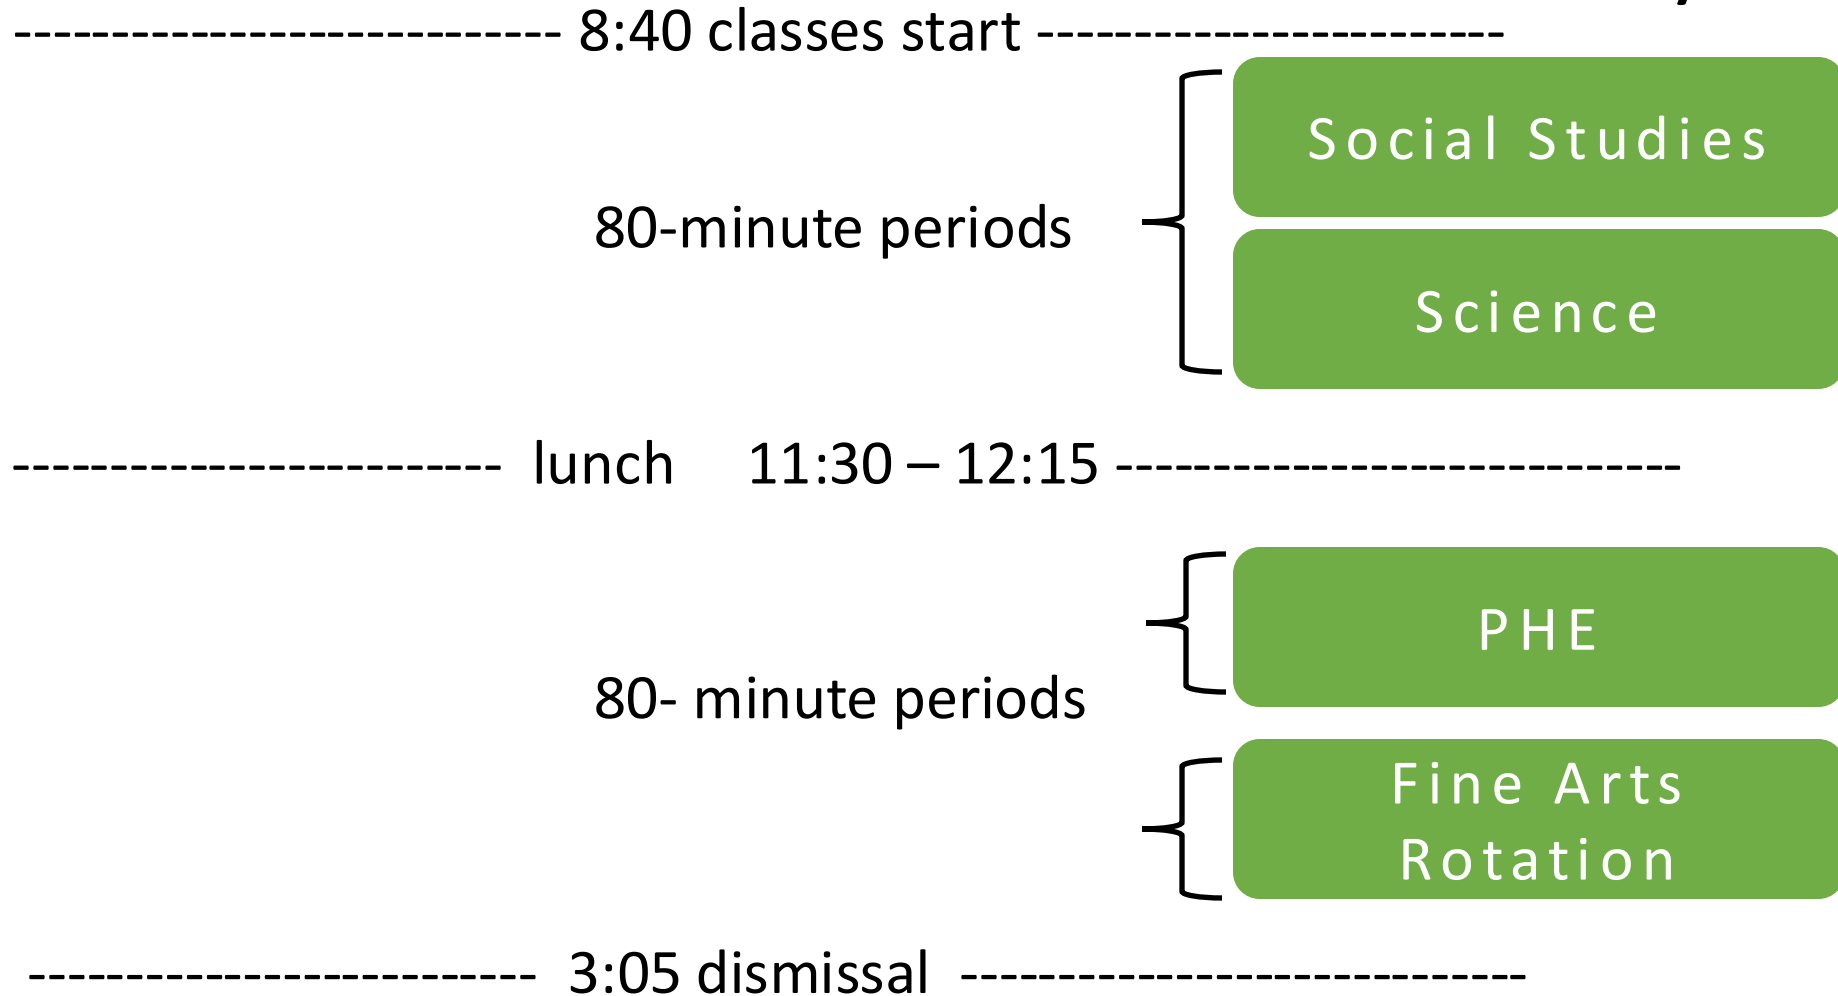 ------------------------------ 8:40 classes start -------------------------
Social Studies
80-minute periods
Science
------------------------- lunch 11:30 – 12:15 -----------------------------
PHE
80- minute periods
Fine Arts
Rotation
-------------------------- 3:05 dismissal -----------------------------